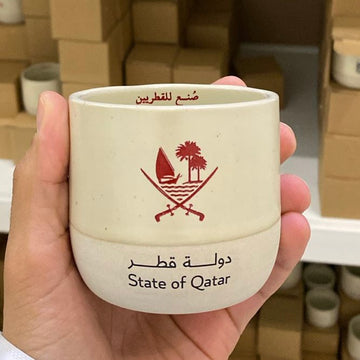 صُنع للقطريين
دولة قطر
State of Qatar